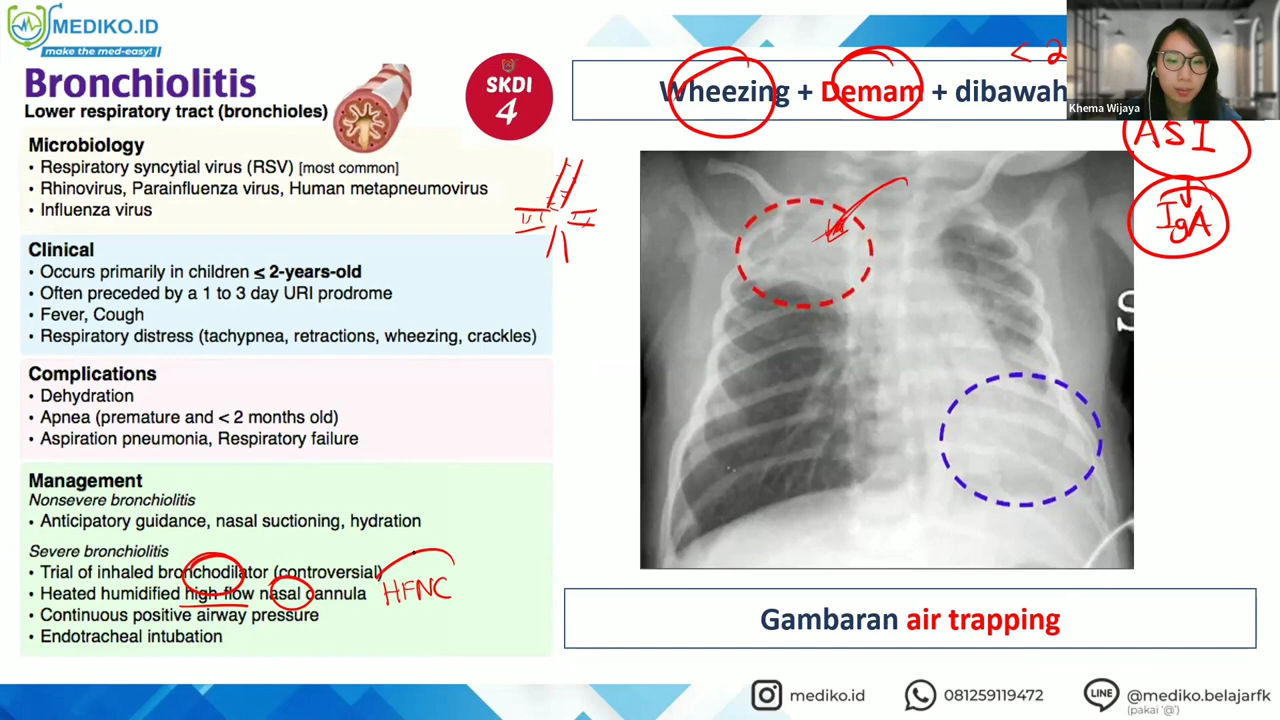 MEDIKO.ID
make the med-easy!
Bronchiolitis
Lower respiratory tract (bronchioles)
SKDI
4
Microbiology
• Respiratory syncytial virus (RSV) [most common]
• Rhinovirus, Parainfluenza virus, Human metapneumovirus
• Influenza virus
Clinical
• Occurs primarily in children ≤ 2-years-old
• Often preceded by a 1 to 3 day URI prodrome
• Fever, Cough
• Respiratory distress (tachypnea, retractions, wheezing, crackles)
Complications
• Dehydration
• Apnea (premature and < 2 months old)
• Aspiration pneumonia, Respiratory failure
Management
Nonsevere bronchiolitis
• Anticipatory guidance, nasal suctioning, hydration
Severe bronchiolitis
• Trial of inhaled bronchodilator (controversial)
• Heated humidified high-flow nasal cannula
HFNC
• Continuous positive airway pressure
• Endotracheal intubation
< 2
Wheezing + Demam + dibawah
Khema Wijaya
ASI
IgA
S
Gambaran air trapping
mediko.id
081259119472
LINE
@mediko.belajarfk
(pakai '@')